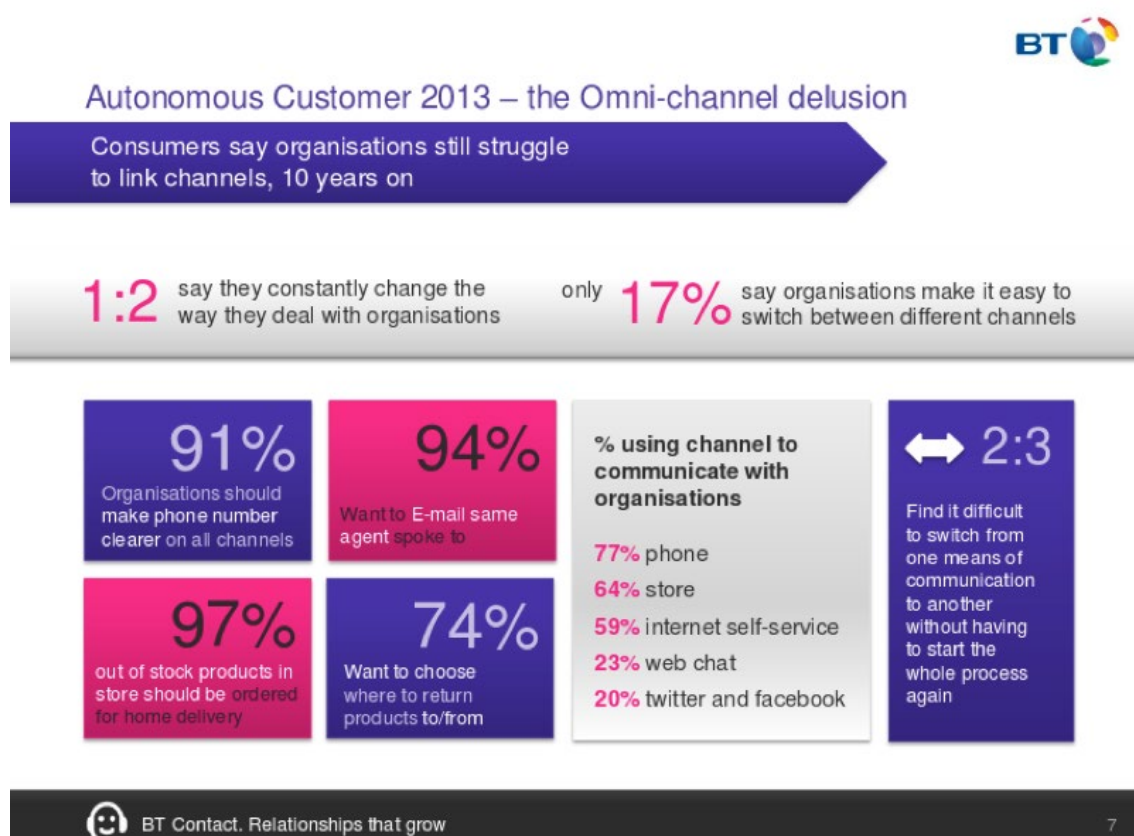 BT
Autonomous Customer 2013 – the Omni-channel delusion
Consumers say organisations still struggle
to link channels, 10 years on
1:2
say they constantly change the
way they deal with organisations
only
17%
say organisations make it easy to
switch between different channels
91%
Organisations should
make phone number
clearer on all channels
94%
Want to E-mail same
agent spoke to
97%
out of stock products in
store should be ordered
for home delivery
74%
Want to choose
where to return
products to/from
% using channel to
communicate with
organisations
77% phone
64% store
59% internet self-service
23% web chat
20% twitter and facebook
2:3
Find it difficult
to switch from
one means of
communication
to another
without having
to start the
whole process
again
BT Contact. Relationships that grow
7